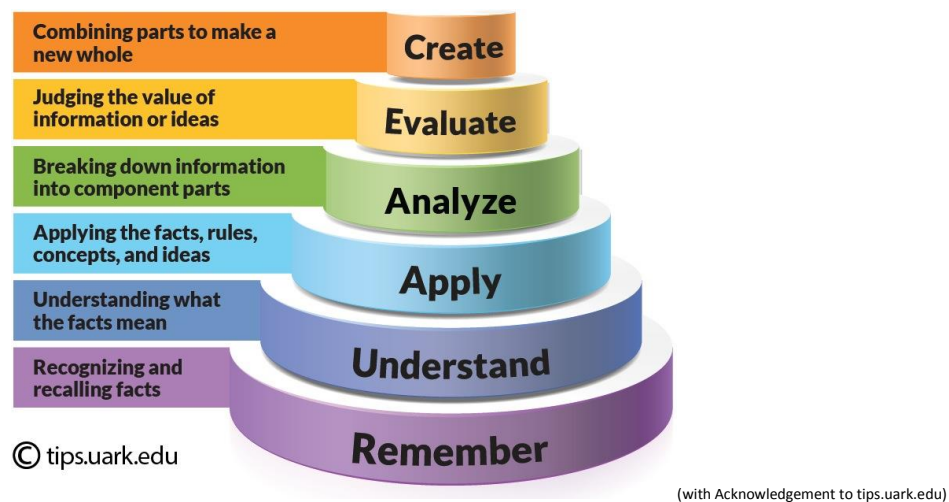 Combining parts to make a
new whole
Create
Judging the value of
information or ideas
Evaluate
Breaking down information
into component parts
Analyze
Applying the facts, rules,
concepts, and ideas
Apply
Understanding what
the facts mean
Understand
Recognizing and
recalling facts
Remember
© tips.uark.edu
(with Acknowledgement to tips.uark.edu)